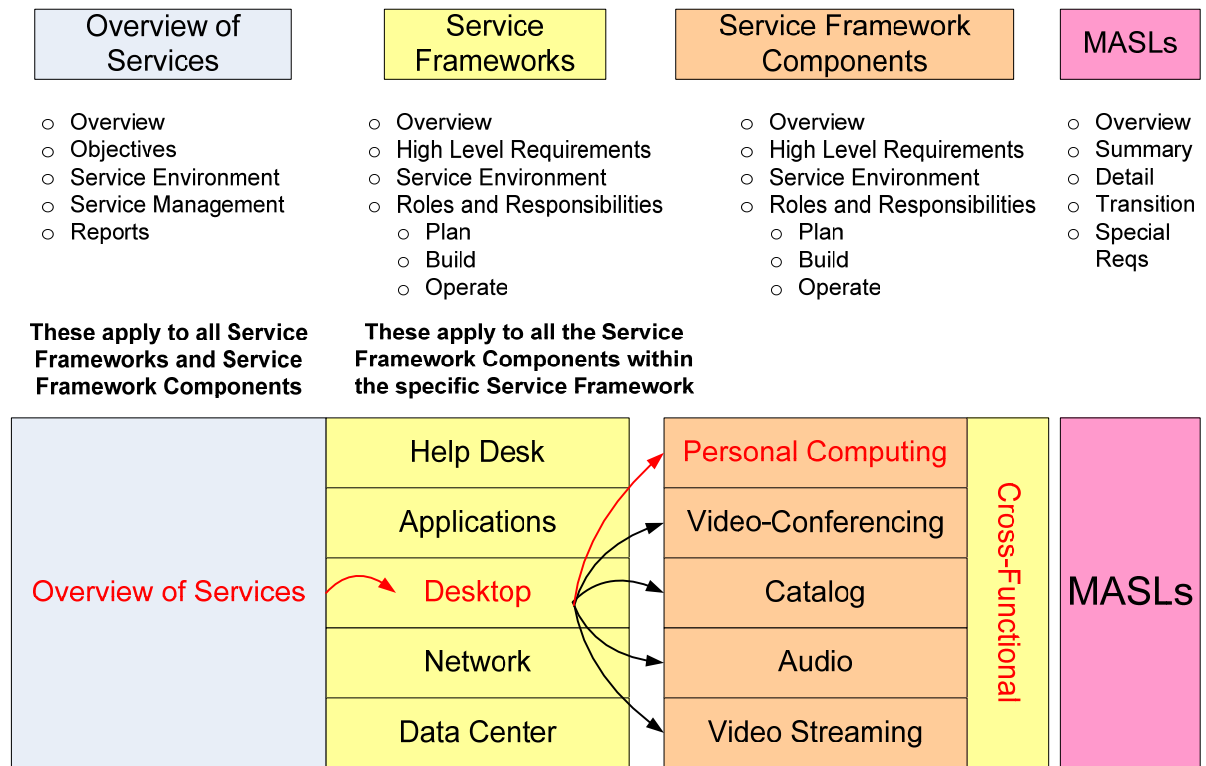 Overview of
Services
Service
Frameworks
Service Framework
Components
MASLs
o Overview
o Objectives
o Service Environment
o Service Management
o Reports
o Overview
o High Level Requirements
o Service Environment
o Roles and Responsibilities
o Plan
o Build
o Operate
o Overview
o High Level Requirements
o Service Environment
o Roles and Responsibilities
o Plan
o Build
o Operate
o Overview
o Summary
o Detail
o Transition
o Special
Reqs
These apply to all Service
Frameworks and Service
Framework Components
These apply to all the Service
Framework Components within
the specific Service Framework
Overview of Services
Help Desk
Applications
Desktop
Network
Data Center
Personal Computing
Video-Conferencing
Catalog
Audio
Video Streaming
Cross-Functional
MASLs